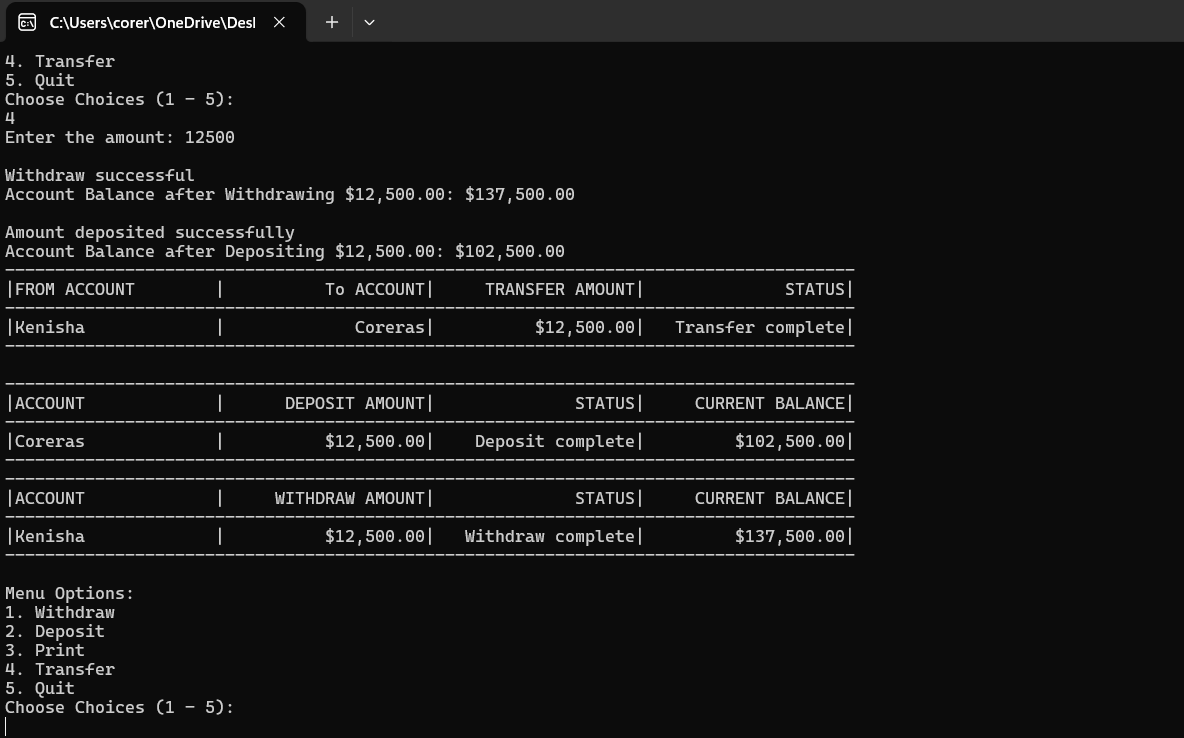 C:\Users\corer\OneDrive\Desl
4. Transfer
5. Quit
Choose Choices (1 - 5):
4
Enter the amount: 12500
Withdraw successful
Account Balance after Withdrawing $12,500.00: $137,500.00
Amount deposited successfully
Account Balance after Depositing $12,500.00: $102,500.00
-------------------------------------------------------------------------------------
|FROM ACCOUNT        |          To ACCOUNT|     TRANSFER AMOUNT|              STATUS|
-------------------------------------------------------------------------------------
|Kenisha             |             Coreras|          $12,500.00|   Transfer complete|
-------------------------------------------------------------------------------------
-------------------------------------------------------------------------------------
|ACCOUNT             |      DEPOSIT AMOUNT|              STATUS|     CURRENT BALANCE|
-------------------------------------------------------------------------------------
|Coreras             |          $12,500.00|    Deposit complete|         $102,500.00|
-------------------------------------------------------------------------------------
-------------------------------------------------------------------------------------
|ACCOUNT             |     WITHDRAW AMOUNT|              STATUS|     CURRENT BALANCE|
-------------------------------------------------------------------------------------
|Kenisha             |          $12,500.00|   Withdraw complete|         $137,500.00|
-------------------------------------------------------------------------------------
Menu Options:
1. Withdraw
2. Deposit
3. Print
4. Transfer
5. Quit
Choose Choices (1 - 5):